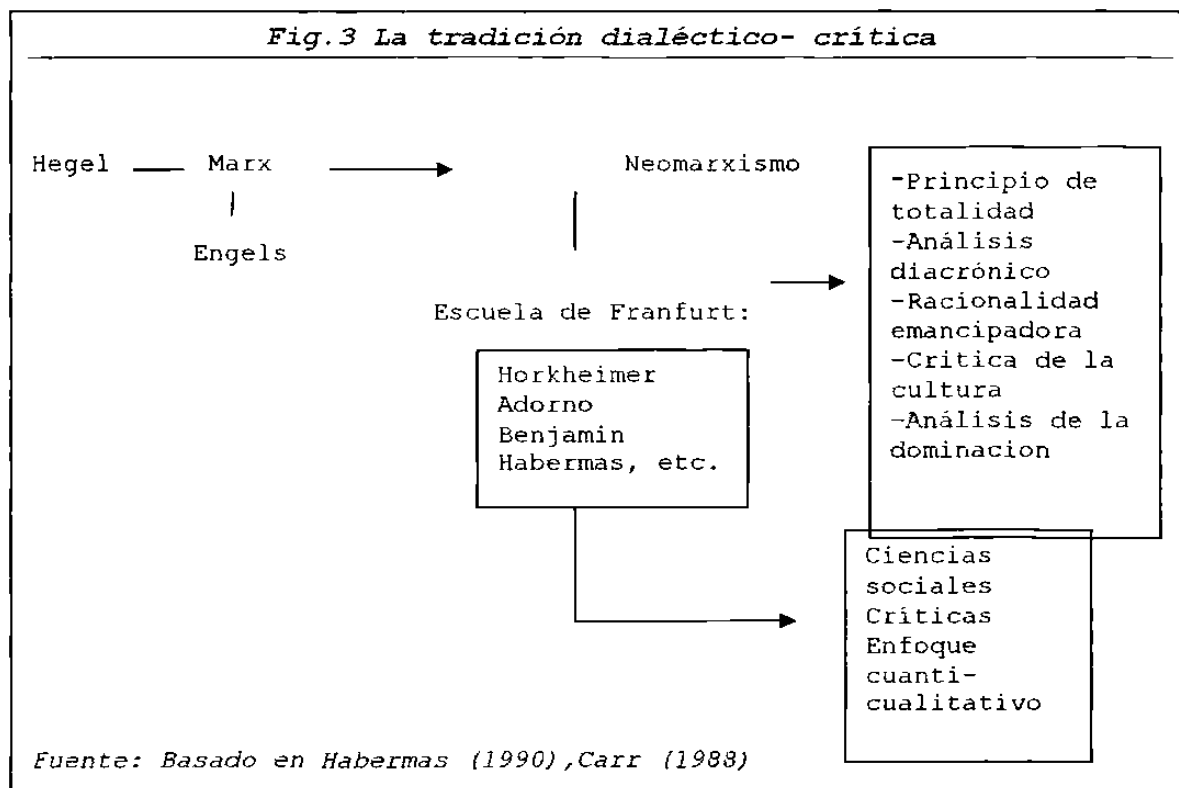 Fig.3 La tradición dialéctico- crítica
Hegel Marx Neomarxismo
Engels
Escuela de Franfurt:
Horkheimer
Adorno
Benjamin
Habermas, etc.
-Principio de
totalidad
-Análisis
diacrónico
-Racionalidad
emancipadora
-Critica de la
cultura
-Análisis de la
dominacion
Ciencias
sociales
Críticas
Enfoque
cuanti-
cualitativo
Fuente: Basado en Habermas (1990),Carr (1988)